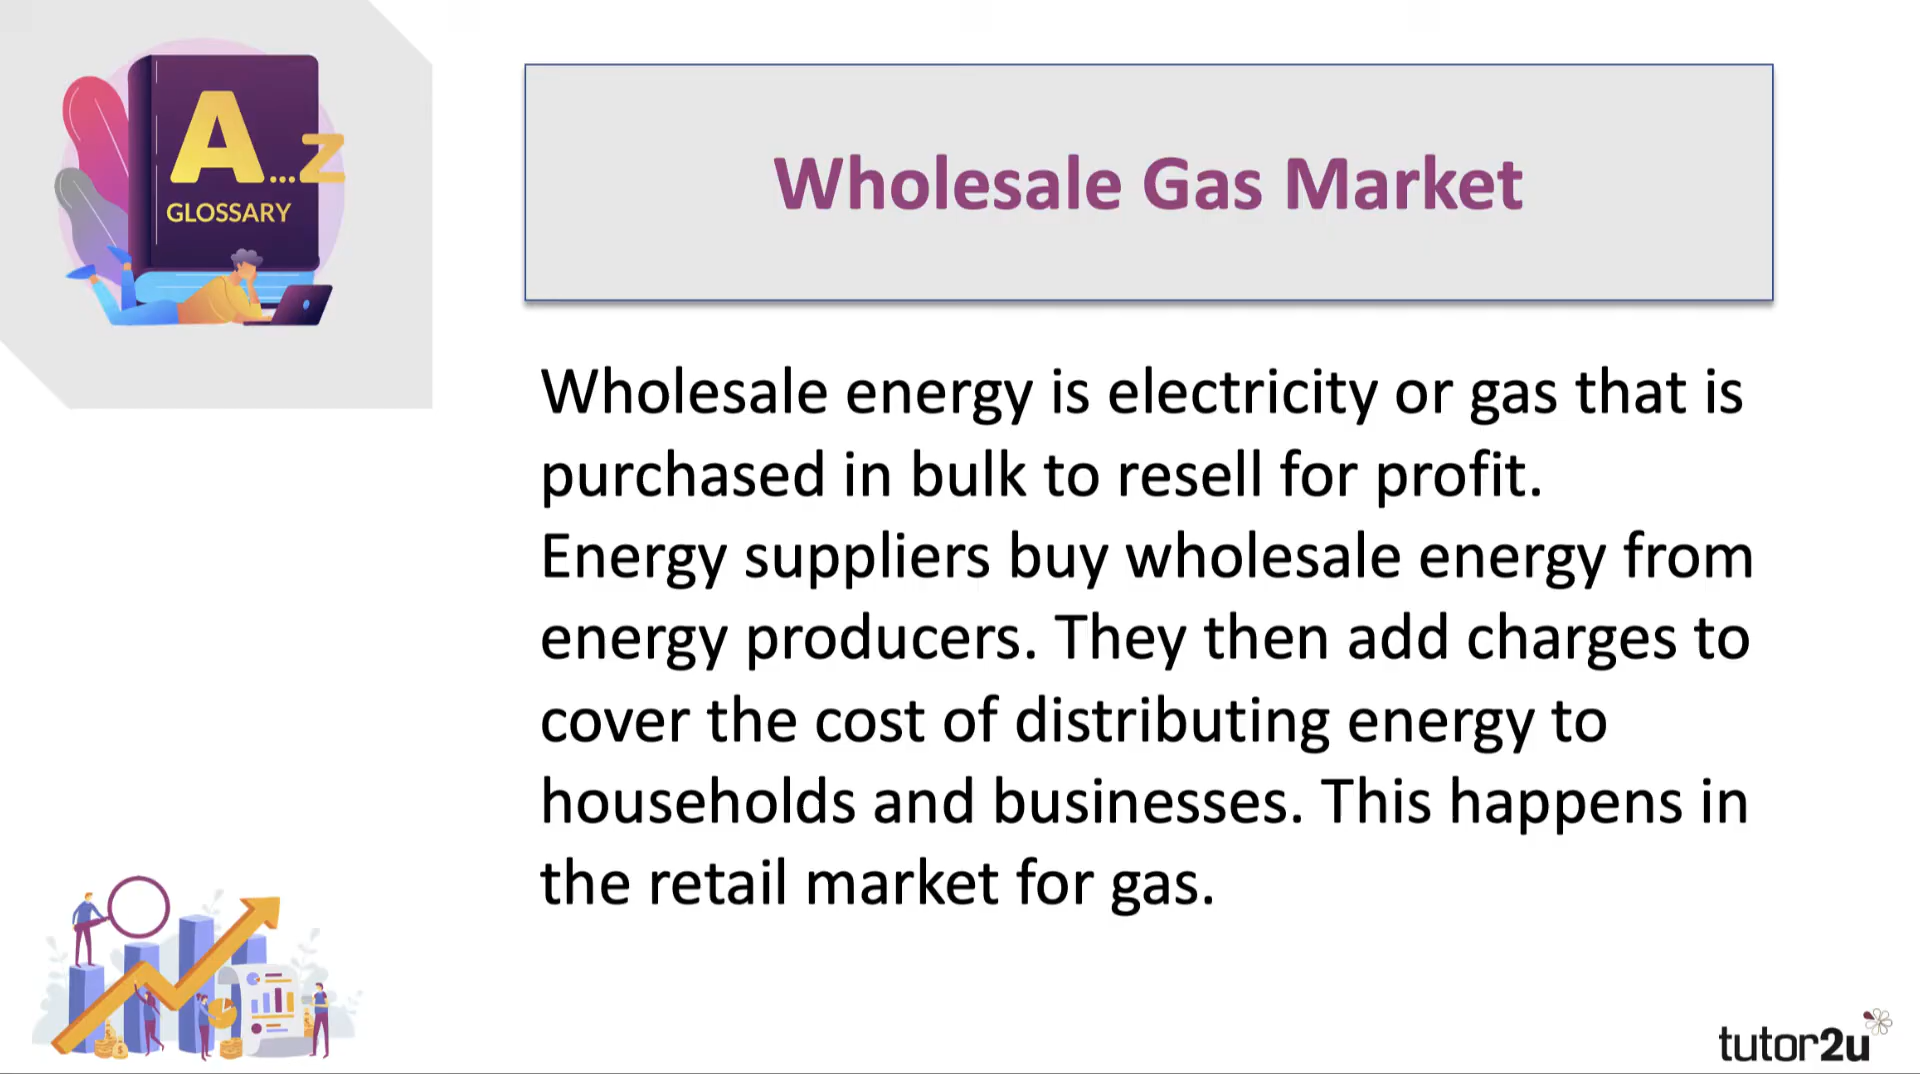 A...Z
GLOSSARY
Wholesale Gas Market
Wholesale energy is electricity or gas that is
purchased in bulk to resell for profit.
Energy suppliers buy wholesale energy from
energy producers. They then add charges to
cover the cost of distributing energy to
households and businesses. This happens in
the retail market for gas.
$
tutor2u